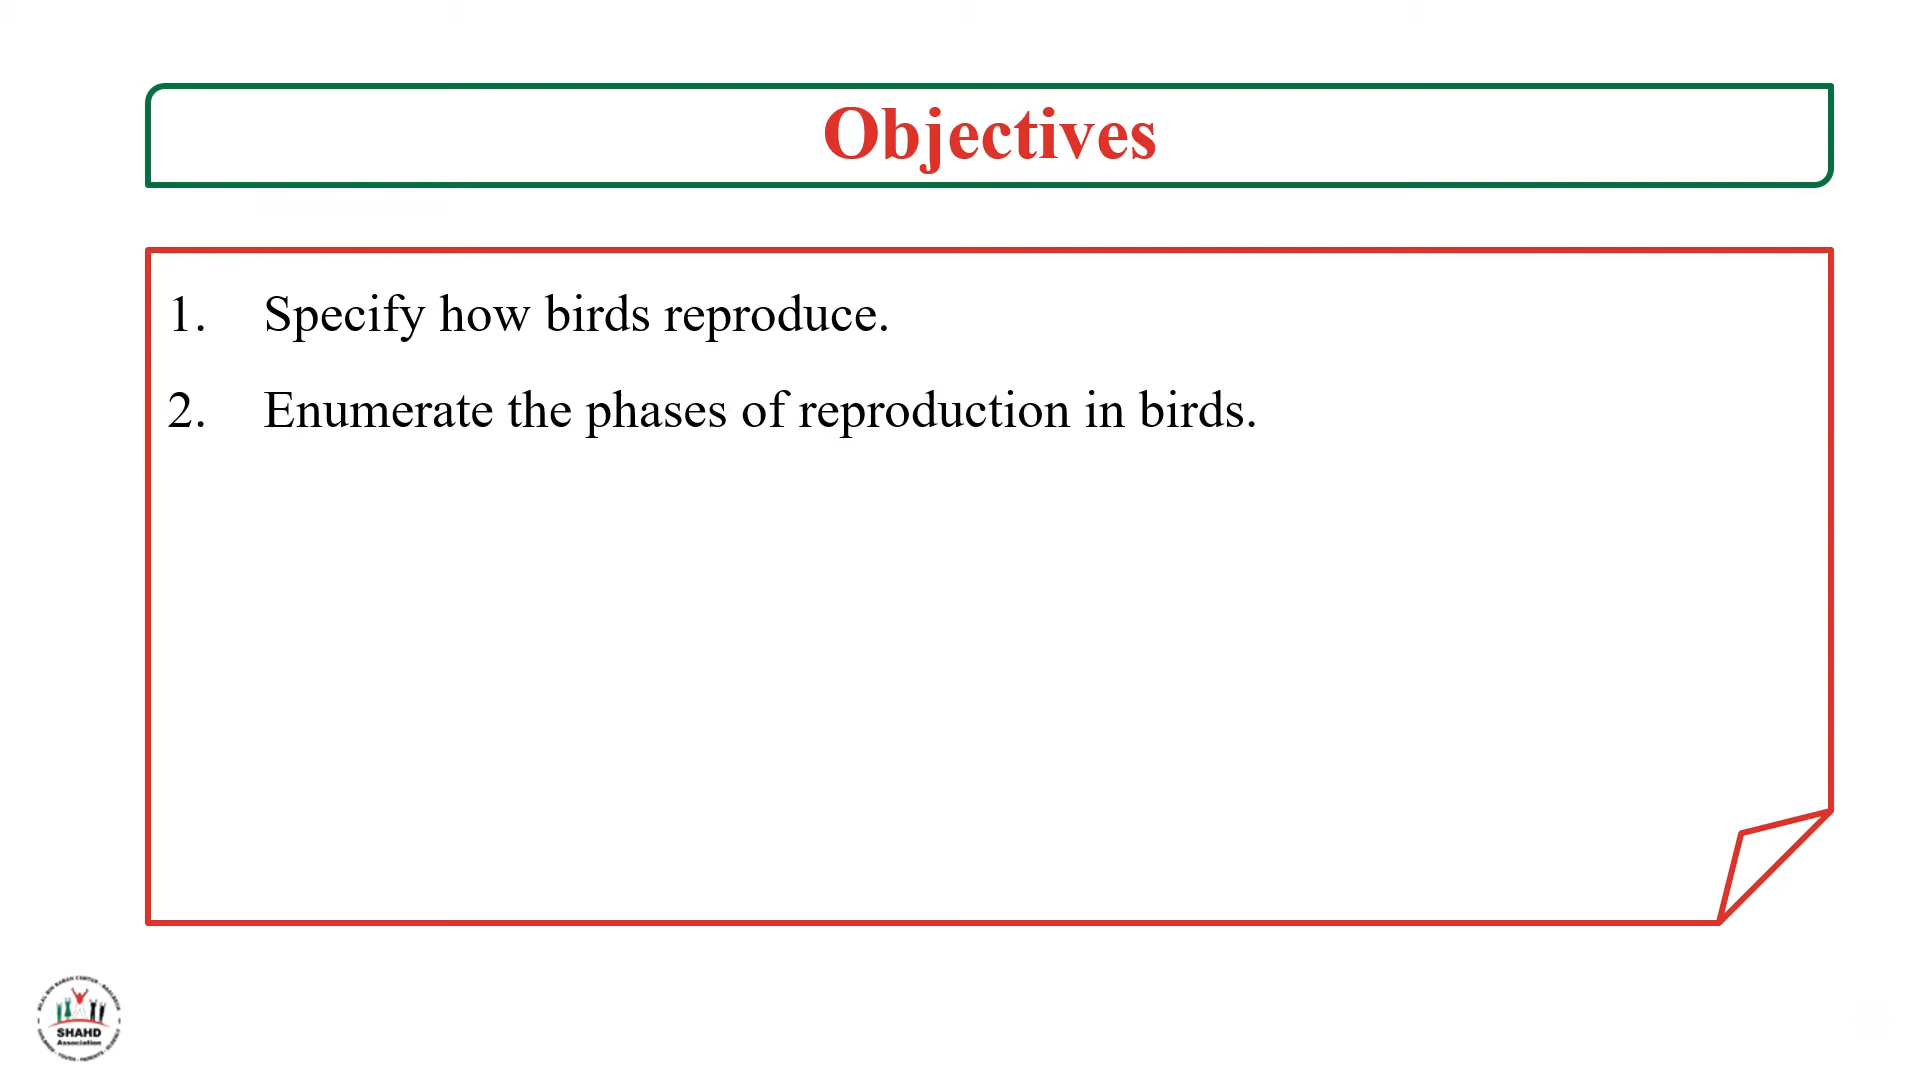 Objectives
1. Specify how birds reproduce.
2. Enumerate the phases of reproduction in birds.
SHAHD
Association